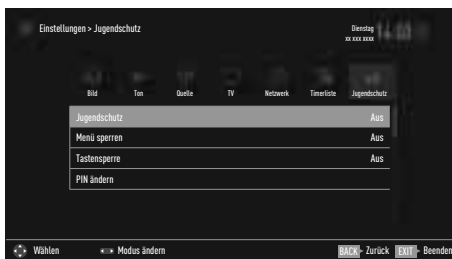 Einstellungen > Jugendschutz
Dienstag
xx xxx xxxx
Bild Ton Quelle TV Netzwerk Timerliste Jugendschutz
Jugendschutz Aus
Menü sperren Aus
Tastensperre Aus
PIN ändern
Wählen Modus ändern BACK Zurück EXIT Beenden